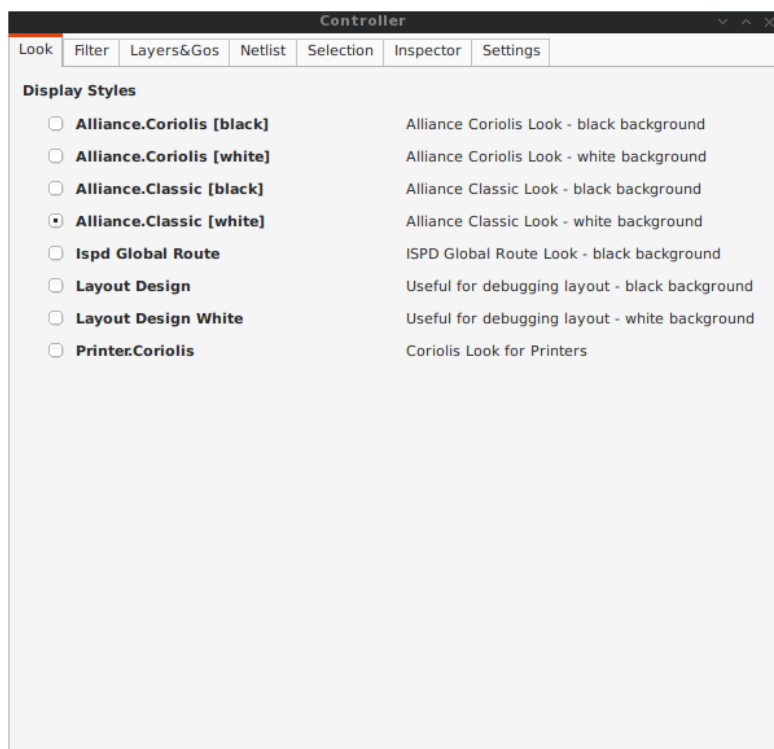 Controller
Look Filter Layers&Gos Netlist Selection Inspector Settings
Display Styles
Alliance.Coriolis [black] Alliance Coriolis Look - black background
Alliance.Coriolis [white] Alliance Coriolis Look - white background
Alliance.Classic [black] Alliance Classic Look - black background
Alliance.Classic [white] Alliance Classic Look - white background
Ispd Global Route ISPD Global Route Look - black background
Layout Design Useful for debugging layout - black background
Layout Design White Useful for debugging layout - white background
Printer.Coriolis Coriolis Look for Printers